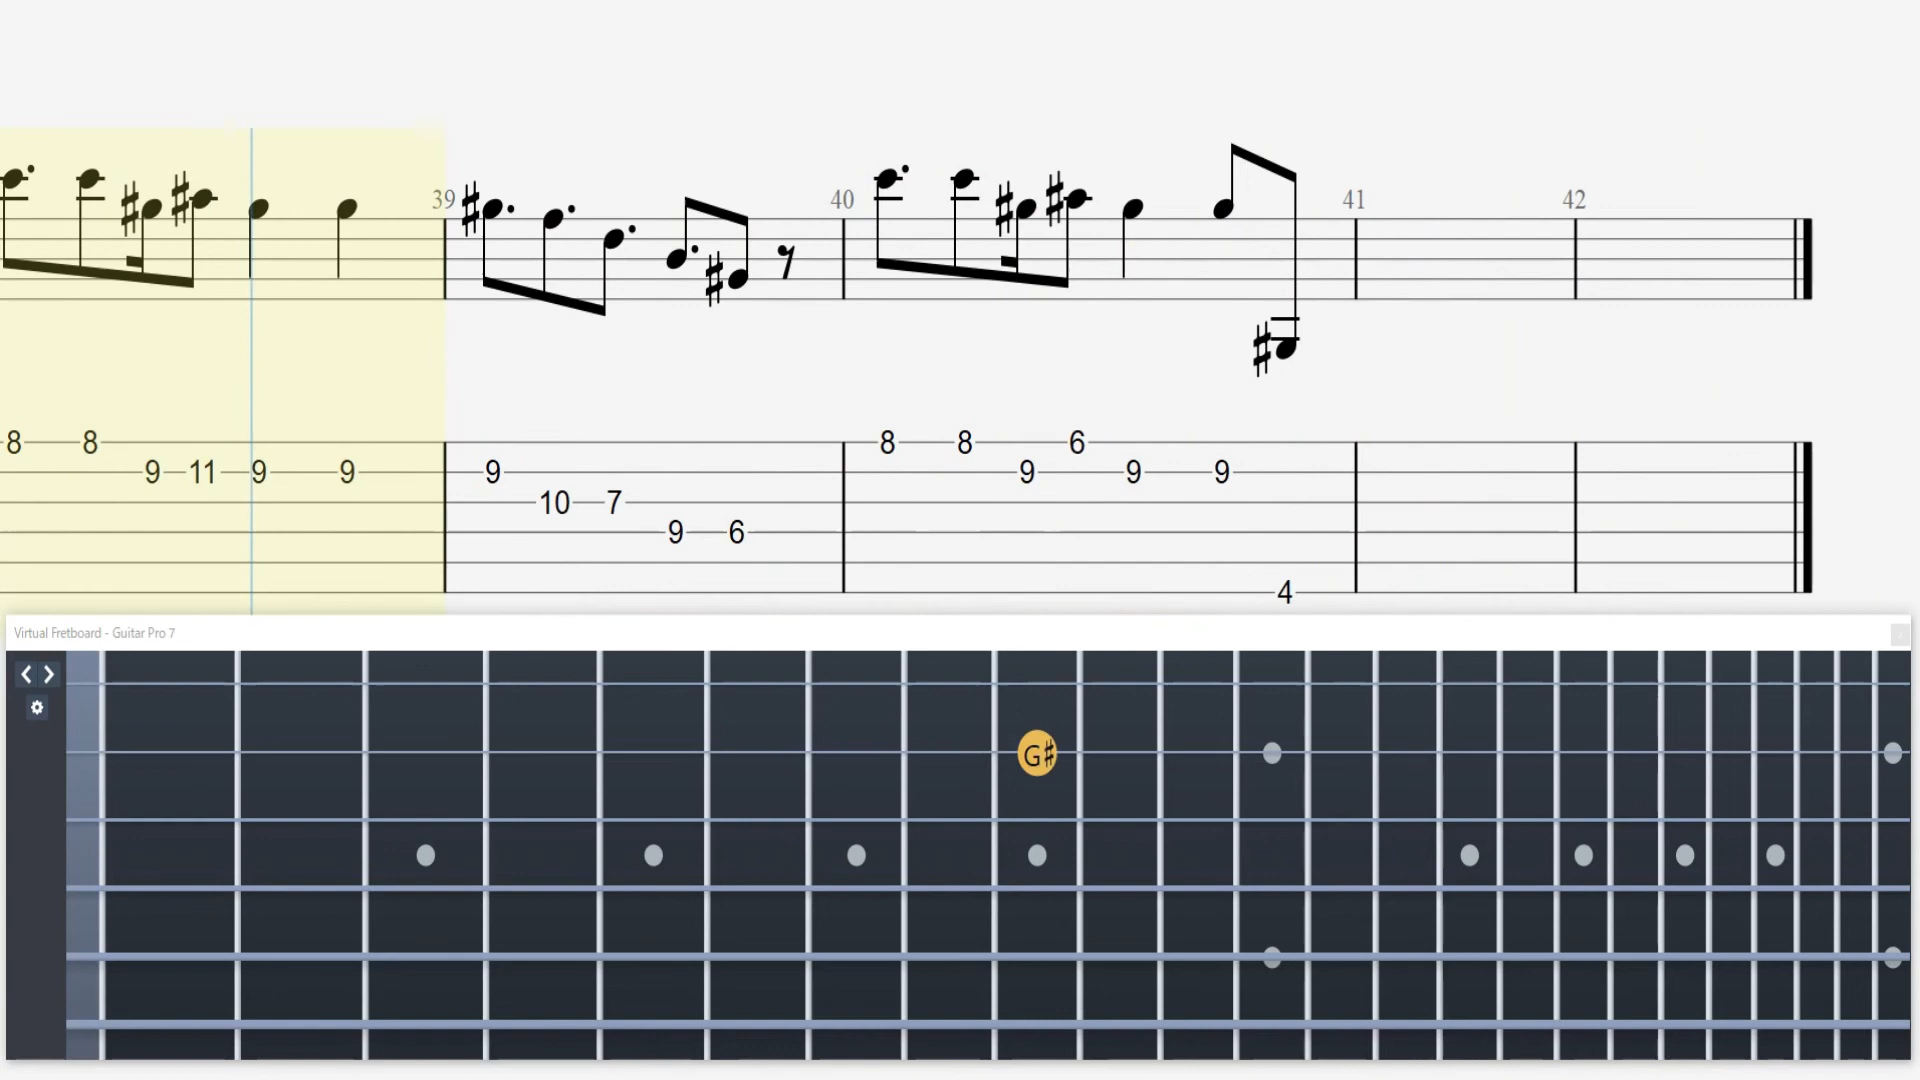 39 40 41 42
8 8 8 8 6
9 11 9 9 9 9 9 9
10 7
9 6
4
Virtual Fretboard - Guitar Pro 7
G♯